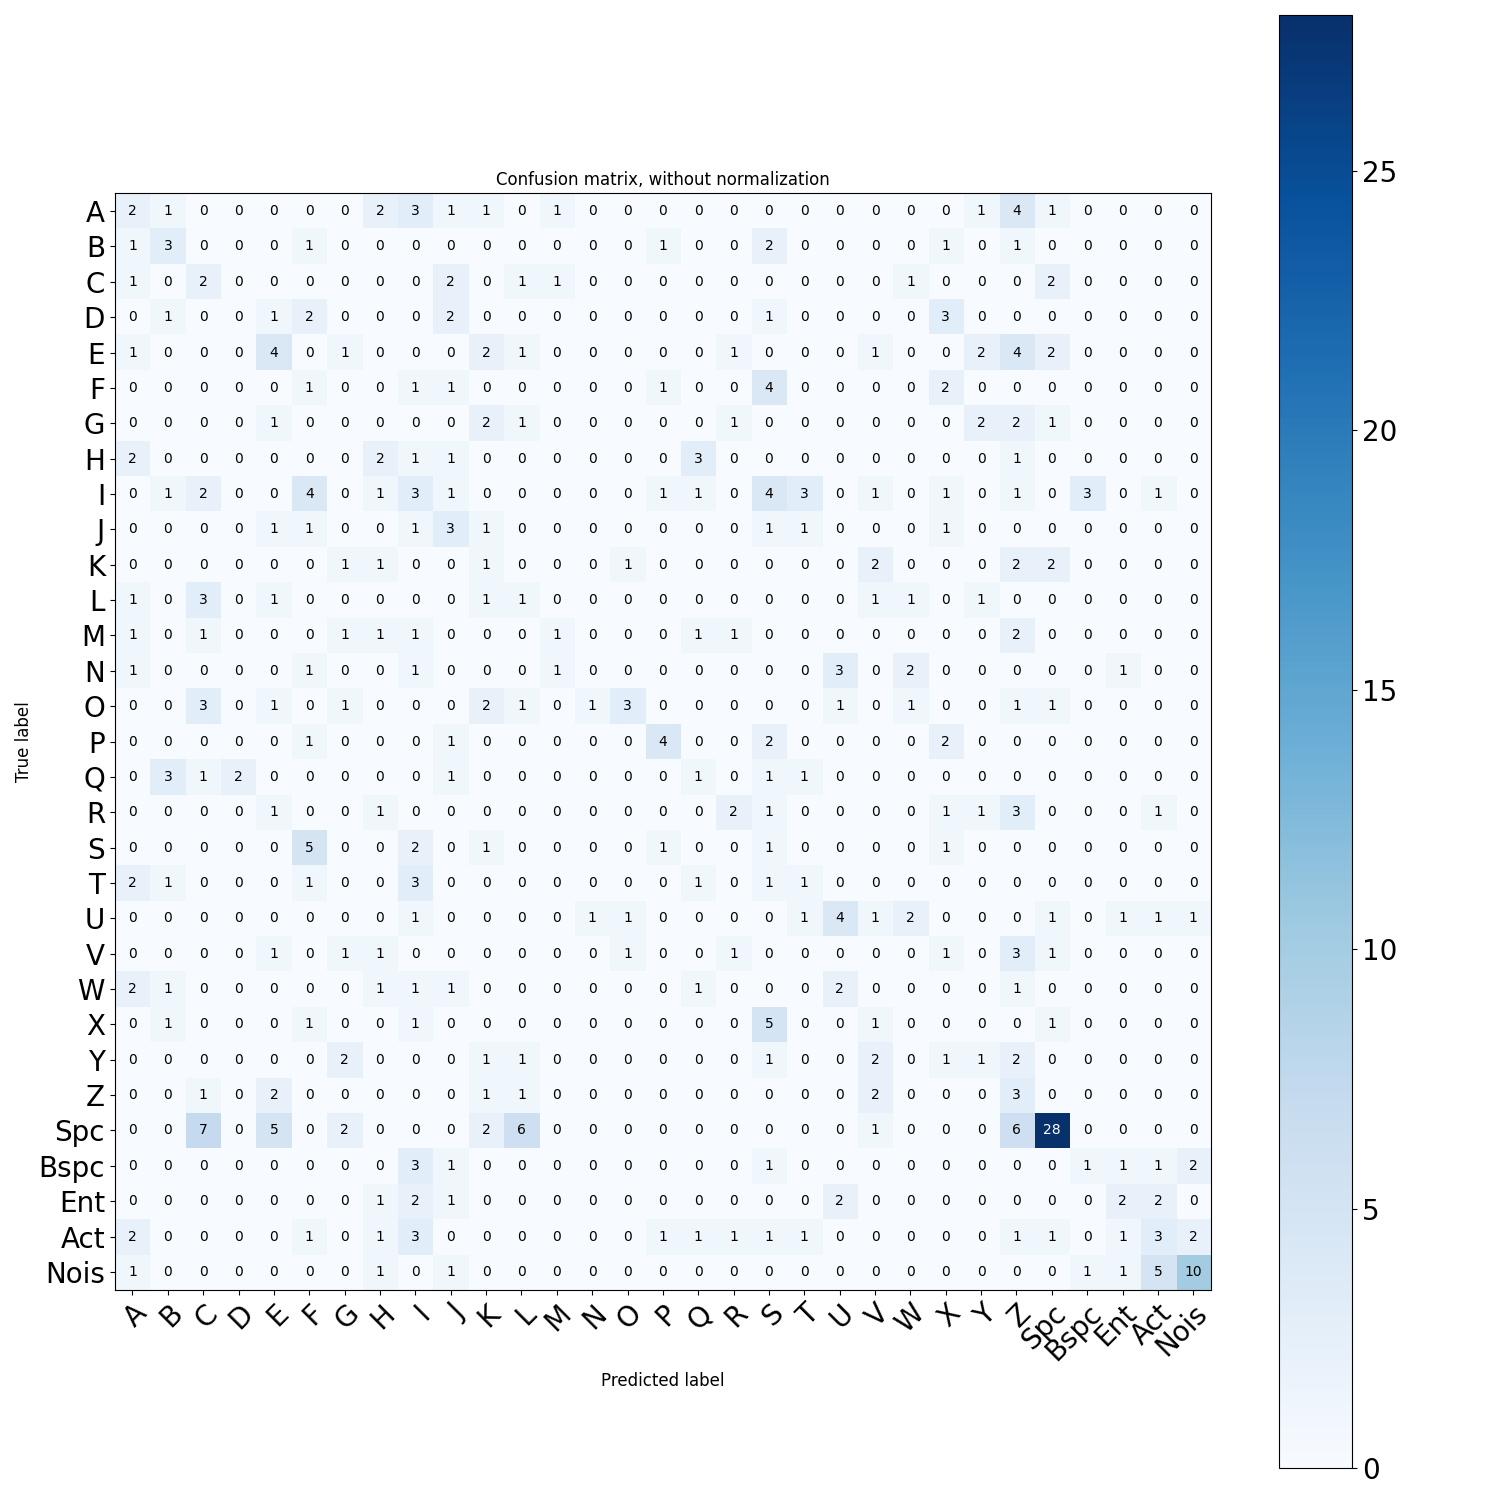 Confusion matrix, without normalization
A 2 1 0 0 0 0 0 2 3 1 1 0 1 0 0 0 0 0 0 0 0 0 0 0 1 4 1 0 0 0 0
B 1 3 0 0 0 1 0 0 0 0 0 0 0 0 0 1 0 0 2 0 0 0 0 1 0 1 0 0 0 0 0
C 1 0 2 0 0 0 0 0 0 2 0 1 1 0 0 0 0 0 0 0 0 0 1 0 0 0 2 0 0 0 0
D 0 1 0 0 1 2 0 0 0 2 0 0 0 0 0 0 0 0 1 0 0 0 0 3 0 0 0 0 0 0 0
E 1 0 0 0 4 0 1 0 0 0 2 1 0 0 0 0 0 1 0 0 0 1 0 0 2 4 2 0 0 0 0
F 0 0 0 0 0 1 0 0 1 1 0 0 0 0 0 1 0 0 4 0 0 0 0 2 0 0 0 0 0 0 0
G 0 0 0 0 1 0 0 0 0 0 2 1 0 0 0 0 0 1 0 0 0 0 0 0 2 2 1 0 0 0 0
H 2 0 0 0 0 0 0 2 1 1 0 0 0 0 0 0 3 0 0 0 0 0 0 0 0 1 0 0 0 0 0
I 0 1 2 0 0 4 0 1 3 1 0 0 0 0 0 1 1 0 4 3 0 1 0 1 0 1 0 3 0 1 0
J 0 0 0 0 1 1 0 0 1 3 1 0 0 0 0 0 0 0 1 1 0 0 0 1 0 0 0 0 0 0 0
K 0 0 0 0 0 0 1 1 0 0 1 0 0 0 1 0 0 0 0 0 0 2 0 0 0 2 2 0 0 0 0
L 1 0 3 0 1 0 0 0 0 0 1 1 0 0 0 0 0 0 0 0 0 1 1 0 1 0 0 0 0 0 0
M 1 0 1 0 0 0 1 1 1 0 0 0 1 0 0 0 1 1 0 0 0 0 0 0 0 2 0 0 0 0 0
N 1 0 0 0 0 1 0 0 1 0 0 0 1 0 0 0 0 0 0 0 3 0 2 0 0 0 0 0 1 0 0
O 0 0 3 0 1 0 1 0 0 0 2 1 0 1 3 0 0 0 0 0 1 0 1 0 0 1 1 0 0 0 0
P 0 0 0 0 0 1 0 0 0 1 0 0 0 0 0 4 0 0 2 0 0 0 0 2 0 0 0 0 0 0 0
Q 0 3 1 2 0 0 0 0 0 1 0 0 0 0 0 0 1 0 1 1 0 0 0 0 0 0 0 0 0 0 0
R 0 0 0 0 1 0 0 1 0 0 0 0 0 0 0 0 0 2 1 0 0 0 0 1 1 3 0 0 0 1 0
S 0 0 0 0 0 5 0 0 2 0 1 0 0 0 0 1 0 0 1 0 0 0 0 1 0 0 0 0 0 0 0
T 2 1 0 0 0 1 0 0 3 0 0 0 0 0 0 0 1 0 1 1 0 0 0 0 0 0 0 0 0 0 0
U 0 0 0 0 0 0 0 0 1 0 0 0 0 1 1 0 0 0 0 1 4 1 2 0 0 0 1 0 1 1 1
V 0 0 0 0 1 0 1 1 0 0 0 0 0 0 1 0 0 1 0 0 0 0 0 1 0 3 1 0 0 0 0
W 2 1 0 0 0 0 0 1 1 1 0 0 0 0 0 0 1 0 0 0 2 0 0 0 0 1 0 0 0 0 0
X 0 1 0 0 0 1 0 0 1 0 0 0 0 0 0 0 0 0 5 0 0 1 0 0 0 0 1 0 0 0 0
Y 0 0 0 0 0 0 2 0 0 0 1 1 0 0 0 0 0 0 1 0 0 2 0 1 1 2 0 0 0 0 0
Z 0 0 1 0 2 0 0 0 0 0 1 1 0 0 0 0 0 0 0 0 0 2 0 0 0 3 0 0 0 0 0
Spc 0 0 7 0 5 0 2 0 0 0 2 6 0 0 0 0 0 0 0 0 0 1 0 0 0 6 28 0 0 0 0
Bspc 0 0 0 0 0 0 0 0 3 1 0 0 0 0 0 0 0 0 1 0 0 0 0 0 0 0 0 1 1 1 2
Ent 0 0 0 0 0 0 0 1 2 1 0 0 0 0 0 0 0 0 0 0 2 0 0 0 0 0 0 0 2 2 0
Act 2 0 0 0 0 1 0 1 3 0 0 0 0 0 0 1 1 1 1 1 0 0 0 0 0 1 1 0 1 3 2
Nois 1 0 0 0 0 0 0 1 0 1 0 0 0 0 0 0 0 0 0 0 0 0 0 0 0 0 0 1 1 5 10
A B C D E F G H I J K L M N O P Q R S T U V W X Y Z Spc Bspc Ent Act Nois
True label
Predicted label
25
20
15
10
5
0